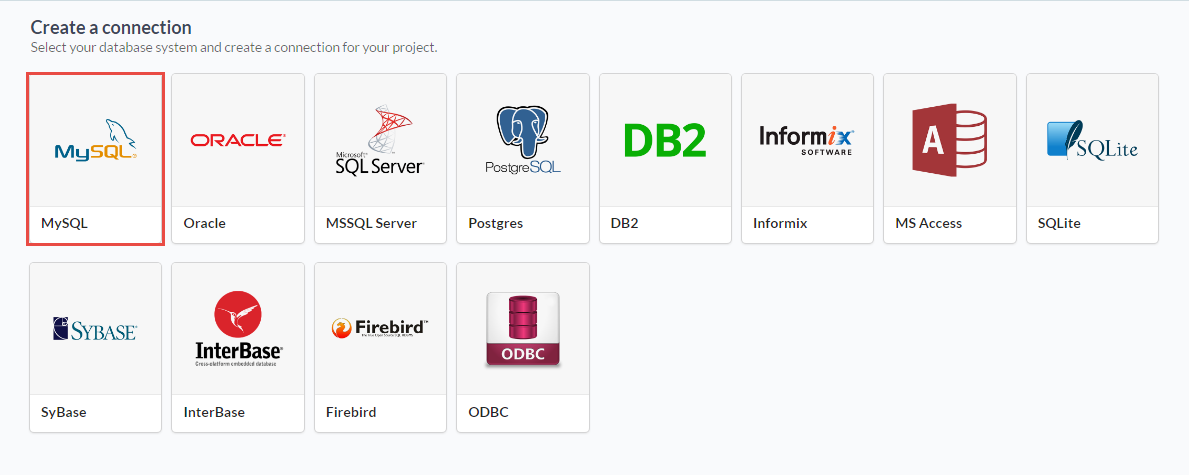 Create a connection
Select your database system and create a connection for your project.
MySQL®
ORACLE®
Microsoft®
SQL Server®
PostgreSQL
DB2
Informix®
SOFTWARE
A
SQLite
MySQL
Oracle
MSSQL Server
Postgres
DB2
Informix
MS Access
SQLite
SYBASE®
InterBase®
Cross-platform embedded database
Firebird™
ODBC
SyBase
InterBase
Firebird
ODBC